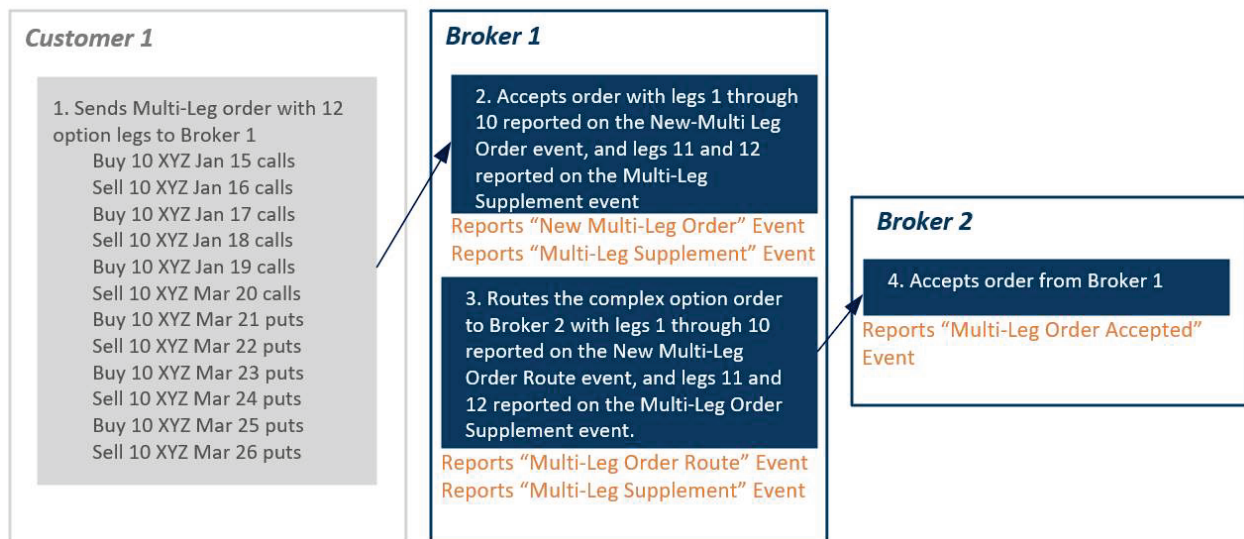 Customer 1
1. Sends Multi-Leg order with 12
option legs to Broker 1
Buy 10 XYZ Jan 15 calls
Sell 10 XYZ Jan 16 calls
Buy 10 XYZ Jan 17 calls
Sell 10 XYZ Jan 18 calls
Buy 10 XYZ Jan 19 calls
Sell 10 XYZ Mar 20 calls
Buy 10 XYZ Mar 21 puts
Sell 10 XYZ Mar 22 puts
Buy 10 XYZ Mar 23 puts
Sell 10 XYZ Mar 24 puts
Buy 10 XYZ Mar 25 puts
Sell 10 XYZ Mar 26 puts
Broker 1
2. Accepts order with legs 1 through
10 reported on the New-Multi Leg
Order event, and legs 11 and 12
reported on the Multi-Leg
Supplement event
Reports “New Multi-Leg Order” Event
Reports “Multi-Leg Supplement” Event
3. Routes the complex option order
to Broker 2 with legs 1 through 10
reported on the New Multi-Leg
Order Route event, and legs 11 and
12 reported on the Multi-Leg Order
Supplement event.
Reports “Multi-Leg Order Route” Event
Reports “Multi-Leg Supplement” Event
Broker 2
4. Accepts order from Broker 1
Reports “Multi-Leg Order Accepted”
Event